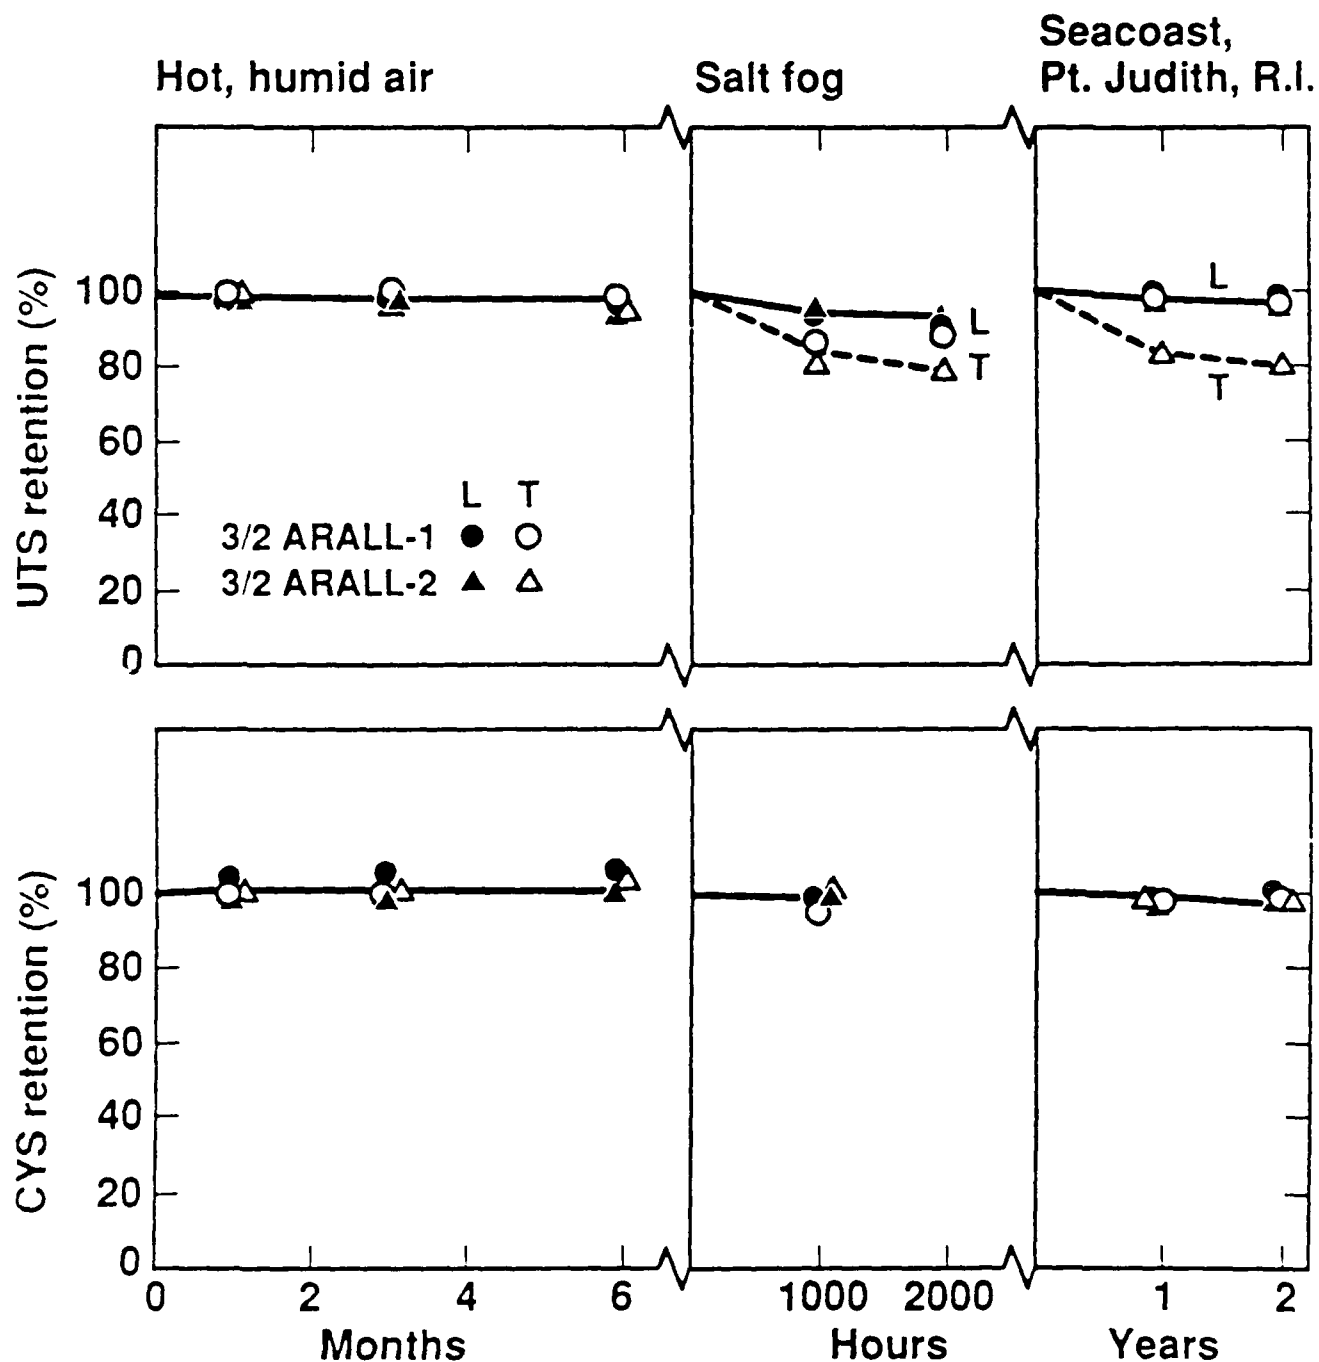 Hot, humid air
Salt fog
Seacoast,
Pt. Judith, R.I.
UTS retention (%)
100
80
60
40
20
0
L T
3/2 ARALL-1
3/2 ARALL-2
L
T
L
T
CYS retention (%)
100
80
60
40
20
0
0 2 4 6
Months
1000 2000
Hours
1 2
Years